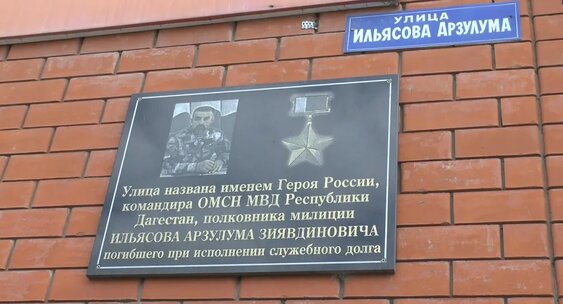 УЛИЦА
ИЛЬЯСОВА АРЗУЛУМА
Улица названа именем Героя России,
командира ОМСН МВД Республики
Дагестан, полковника милиции
ИЛЬЯСОВА АРЗУЛУМА ЗИЯВДИНОВИЧА
погибшего при исполнении служебного долга